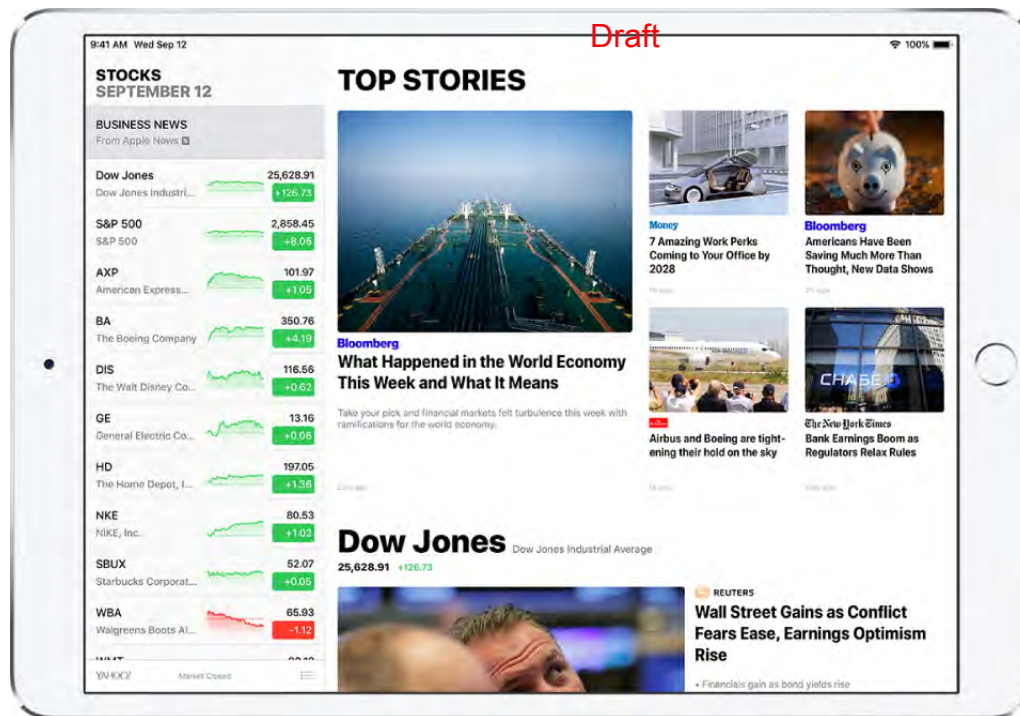 Draft
9:41 AM Wed Sep 12
100%
STOCKS
SEPTEMBER 12
BUSINESS NEWS
From Apple News
Dow Jones
25,628.91
Dow Jones Industri...
+126.73
S&P 500
2,858.45
S&P 500
+8.05
AXP
101.97
American Express...
+1.05
BA
350.76
The Boeing Company
+4.19
DIS
116.56
The Walt Disney Co...
+0.62
GE
13.16
General Electric Co...
+0.06
HD
197.05
The Home Depot, I...
+1.36
NKE
80.53
NIKE, Inc.
+1.02
SBUX
52.07
Starbucks Corporat...
+0.05
WBA
65.93
Walgreens Boots Al...
-1.12
YAHOO!
Market Closed
TOP STORIES
Bloomberg
What Happened in the World Economy
This Week and What It Means
Take your pick and financial markets felt turbulence this week with
ramifications for the world economy.
Money
7 Amazing Work Perks
Coming to Your Office by
2028
Bloomberg
Americans Have Been
Saving Much More Than
Thought, New Data Shows
Airbus and Boeing are tight-
ening their hold on the sky
CHASE
The New York Times
Bank Earnings Boom as
Regulators Relax Rules
Dow Jones Dow Jones Industrial Average
25,628.91 +126.73
REUTERS
Wall Street Gains as Conflict
Fears Ease, Earnings Optimism
Rise
• Financials gain as bond yields rise